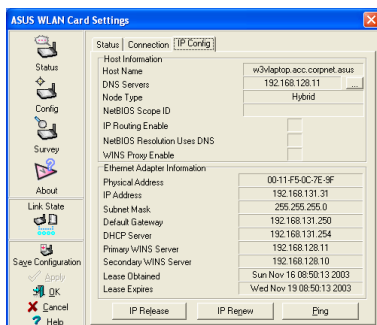 ASUS WLAN Card Settings
Status
Config
Survey
About
Link State
Save Configuration
Apply
OK
Cancel
Help
Status Connection IP Config
Host Information
Host Name w3vlaptop.acc.corpnet.asus
DNS Servers 192.168.128.11 ...
Node Type Hybrid
NetBIOS Scope ID
IP Routing Enable
NetBIOS Resolution Uses DNS
WINS Proxy Enable
Ethernet Adapter Information
Physical Address 00-11-F5-0C-7E-9F
IP Address 192.168.131.31
Subnet Mask 255.255.255.0
Default Gateway 192.168.131.250
DHCP Server 192.168.131.254
Primary WINS Server 192.168.128.11
Secondary WINS Server 192.168.128.10
Lease Obtained Sun Nov 16 08:50:13 2003
Lease Expires Wed Nov 19 08:50:13 2003
IP Release IP Renew Ping